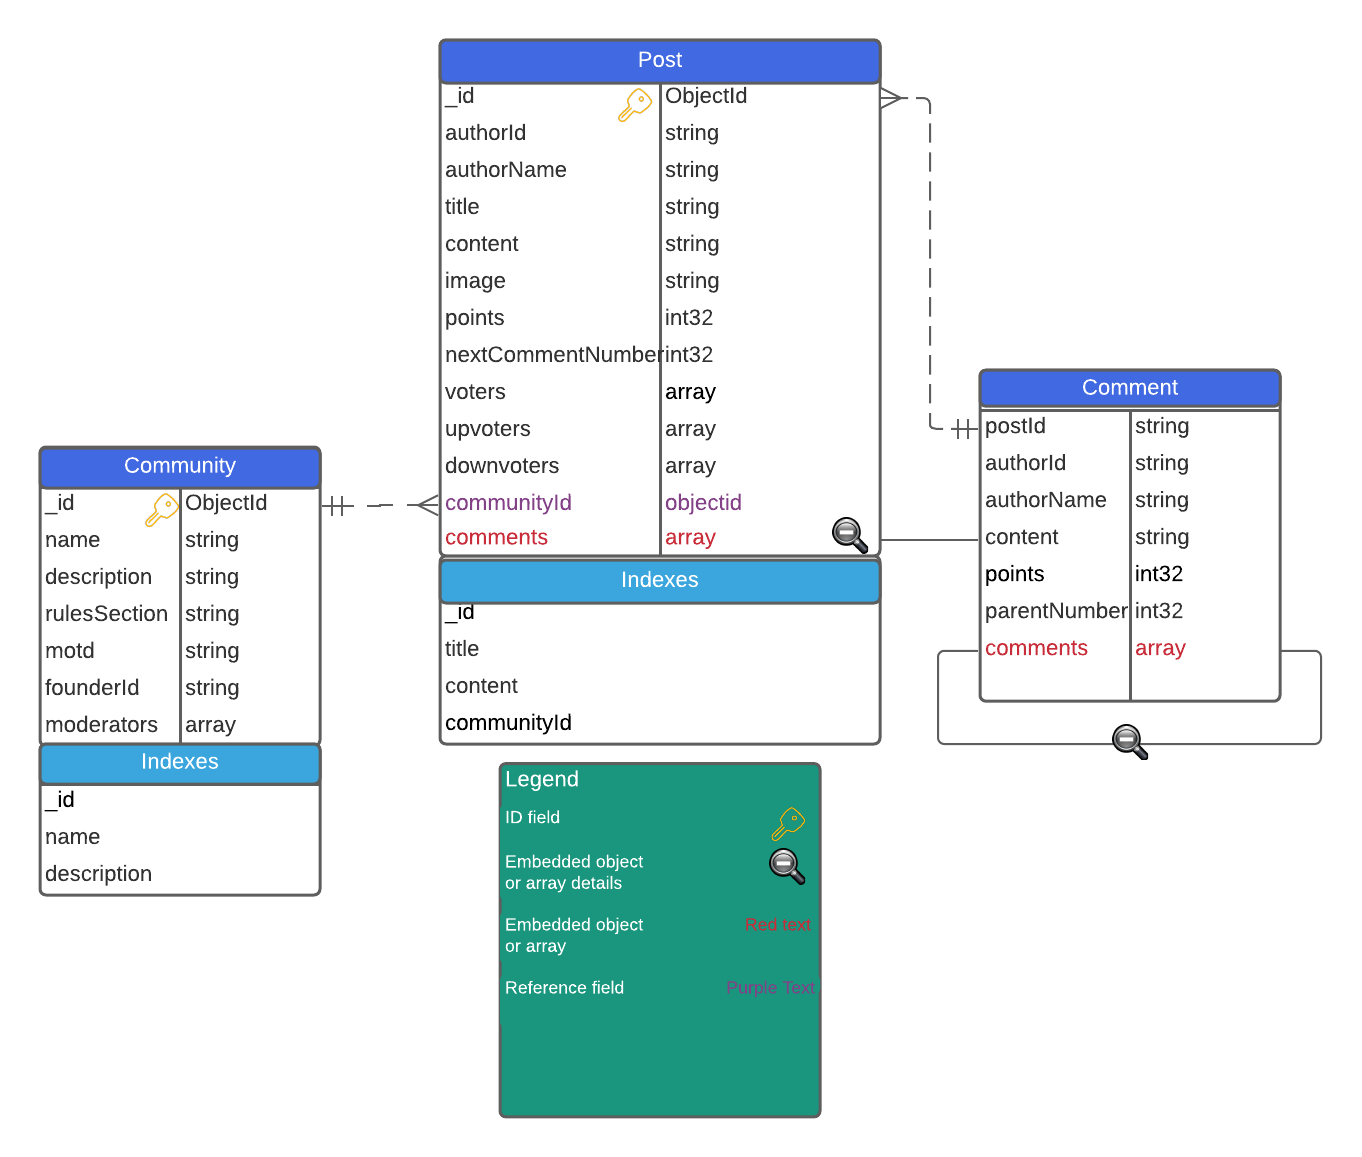 Post
_id ObjectId
authorId string
authorName string
title string
content string
image string
points int32
nextCommentNumber int32
voters array
upvoters array
downvoters array
communityId objectid
comments array
Indexes
_id
title
content
communityId
Comment
postId string
authorId string
authorName string
content string
points int32
parentNumber int32
comments array
Community
_id ObjectId
name string
description string
rulesSection string
motd string
founderId string
moderators array
Indexes
_id
name
description
Legend
ID field
Embedded object
or array details
Embedded object Red text
or array
Reference field Purple Text